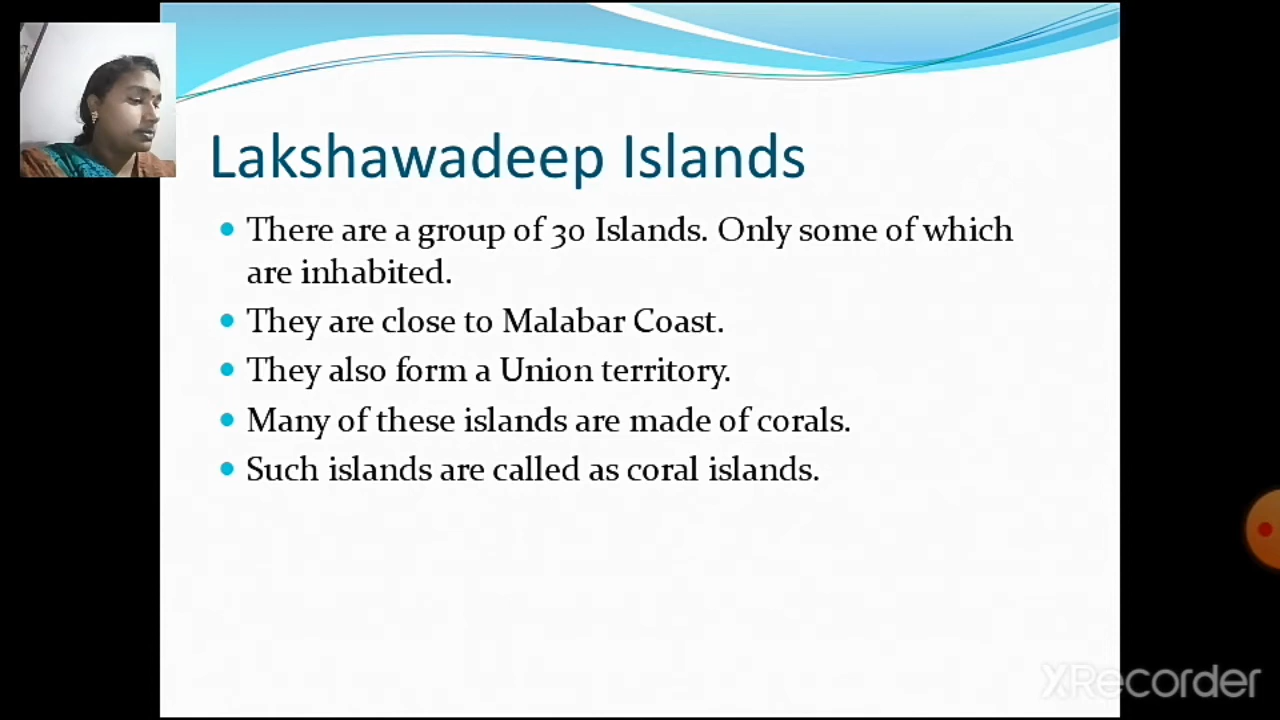 Lakshawadeep Islands
There are a group of 30 Islands. Only some of which
are inhabited.
They are close to Malabar Coast.
They also form a Union territory.
Many of these islands are made of corals.
Such islands are called as coral islands.
XRecorder